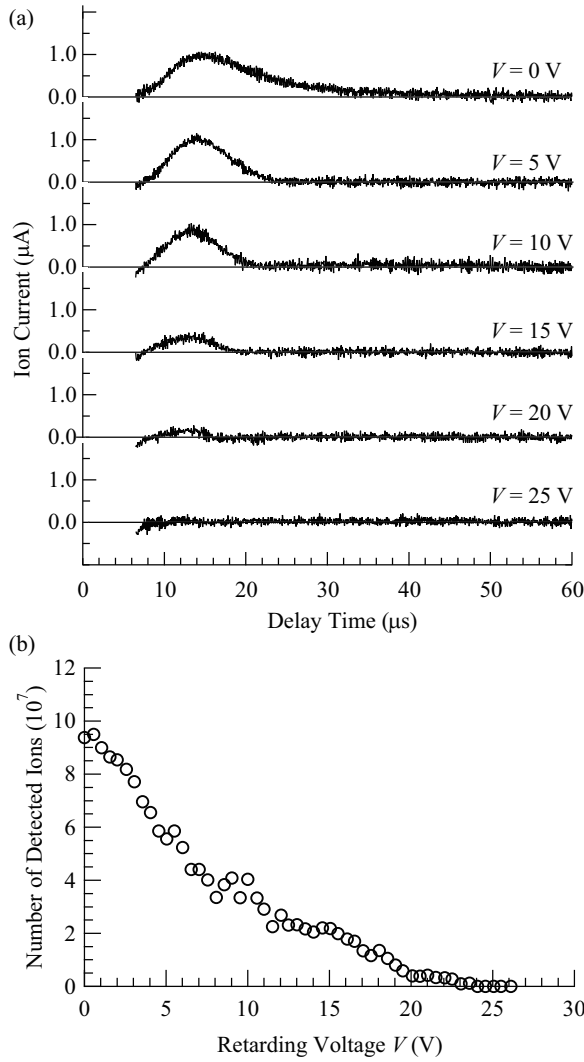 (a)
1.0
0.0
V = 0 V
1.0
0.0
V = 5 V
1.0
0.0
V = 10 V
1.0
0.0
V = 15 V
1.0
0.0
V = 20 V
1.0
0.0
V = 25 V
Ion Current (μA)
0 10 20 30 40 50 60
Delay Time (μs)
(b)
12
10
8
6
4
2
0
Number of Detected Ions (10⁷)
0 5 10 15 20 25 30
Retarding Voltage V (V)